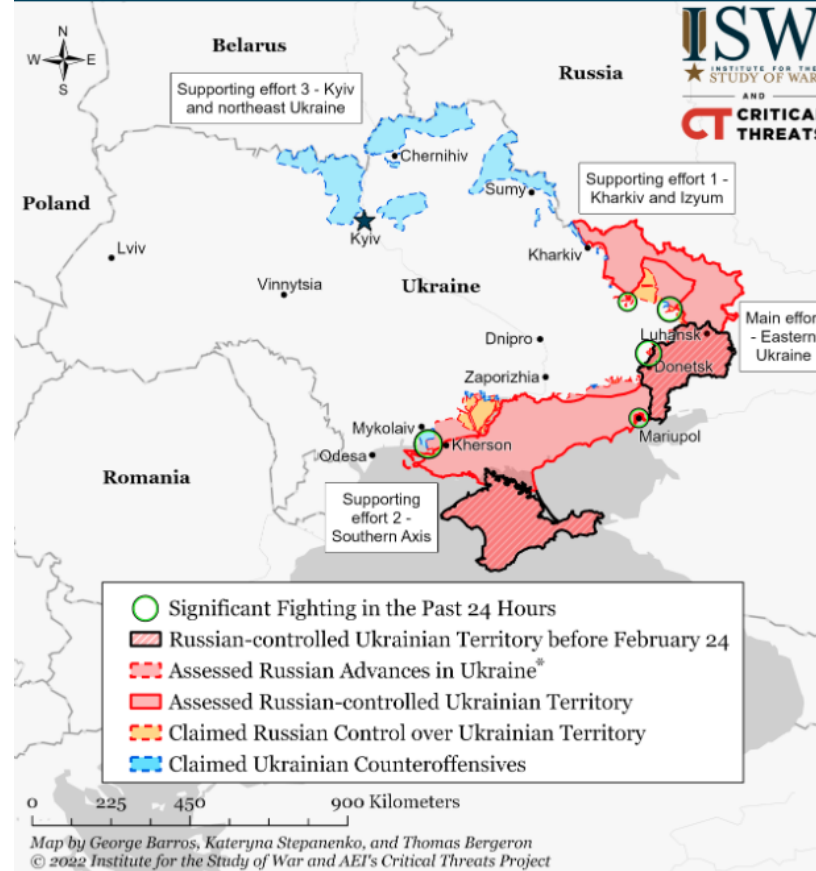 ISW
INSTITUTE FOR THE
STUDY OF WAR
AND
CT CRITICAL
THREATS
N
W E
S
Belarus
Russia
Supporting effort 3 - Kyiv
and northeast Ukraine
Chernihiv
Sumy
Supporting effort 1 -
Kharkiv and Izyum
Poland
Kyiv
Lviv
Kharkiv
Vinnytsia
Ukraine
Dnipro
Luhansk
Main effort
- Eastern
Ukraine
Donetsk
Zaporizhia
Mykolaiv
Kherson
Mariupol
Odesa
Romania
Supporting
effort 2 -
Southern Axis
Significant Fighting in the Past 24 Hours
Russian-controlled Ukrainian Territory before February 24
Assessed Russian Advances in Ukraine*
Assessed Russian-controlled Ukrainian Territory
Claimed Russian Control over Ukrainian Territory
Claimed Ukrainian Counteroffensives
0 225 450 900 Kilometers
Map by George Barros, Kateryna Stepanenko, and Thomas Bergeron
© 2022 Institute for the Study of War and AEI's Critical Threats Project